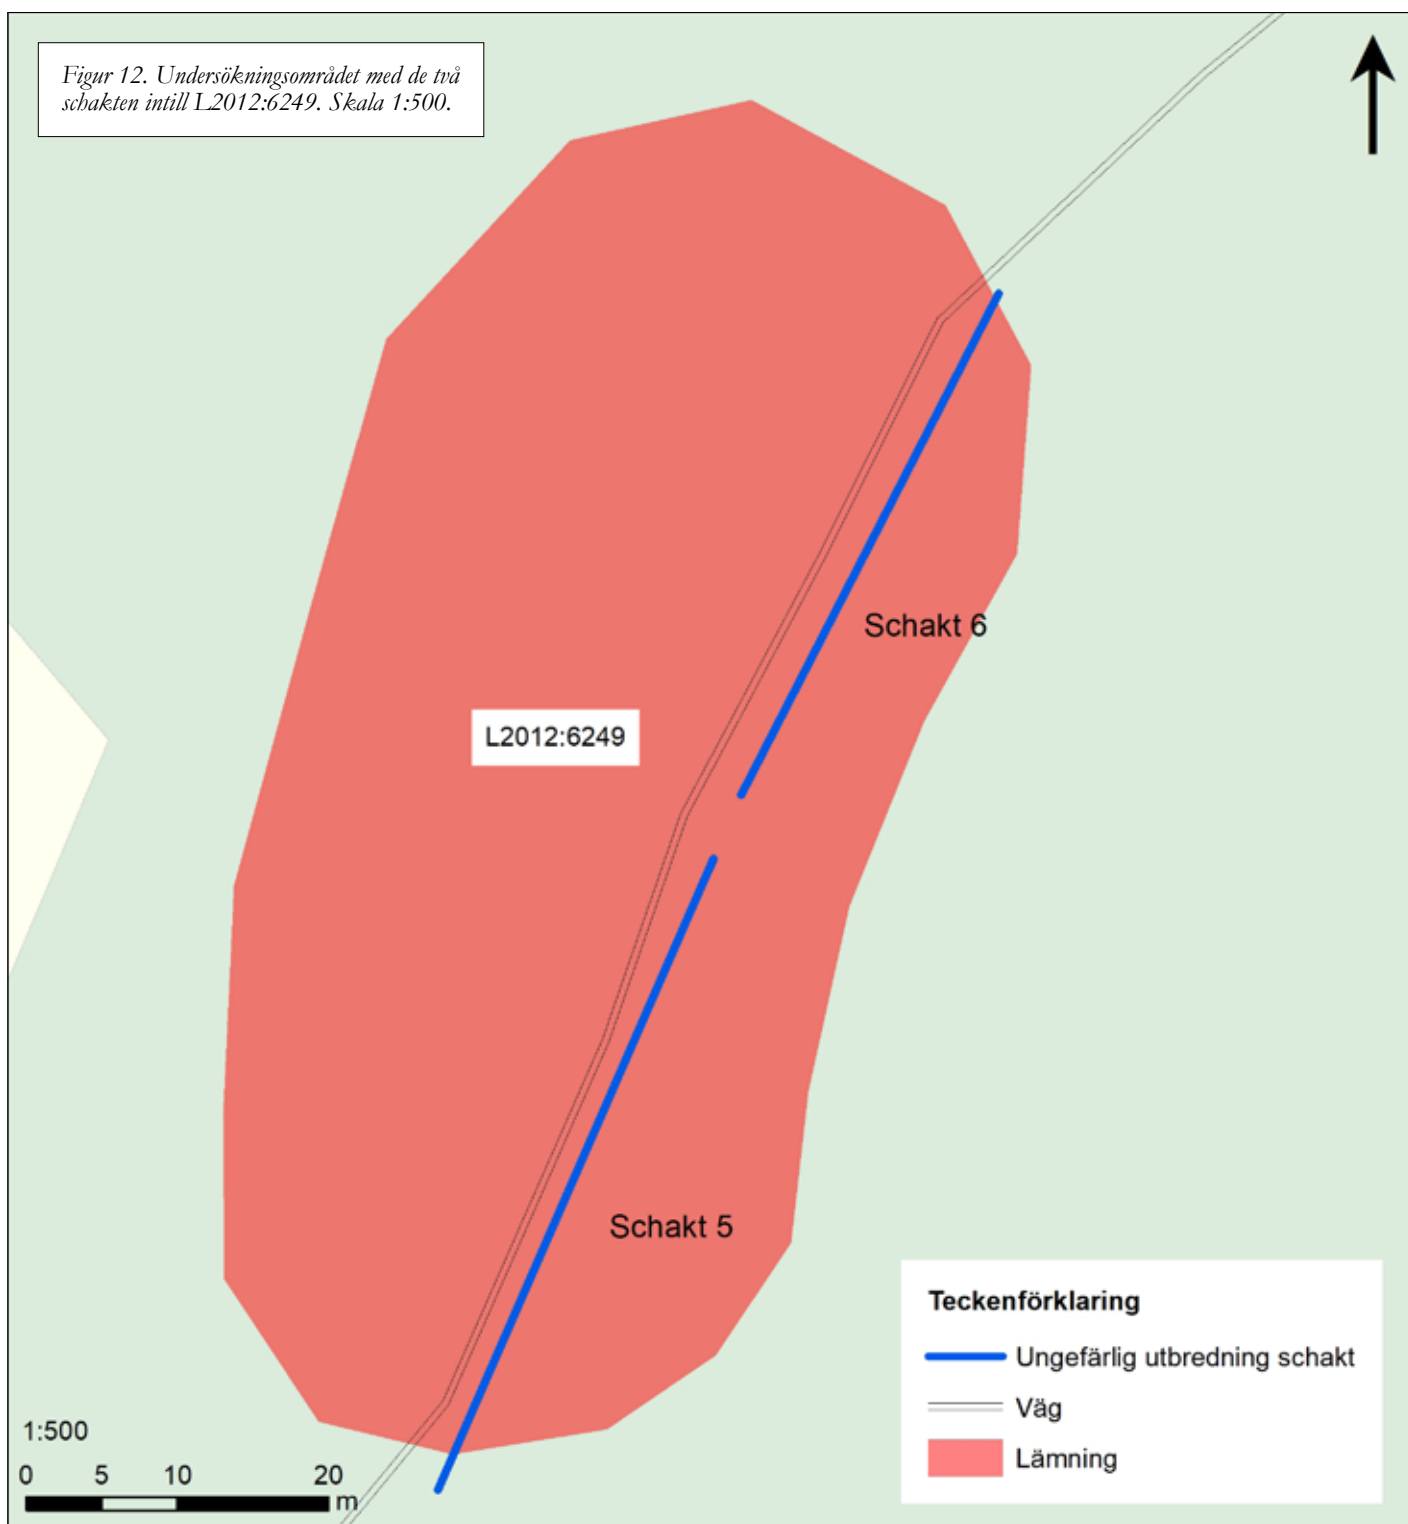 Figur 12. Undersökningsområdet med de två
schakten intill L2012:6249. Skala 1:500.
Schakt 6
L2012:6249
Schakt 5
Teckenförklaring
Ungefärlig utbredning schakt
Väg
Lämning
1:500
0 5 10 20
m